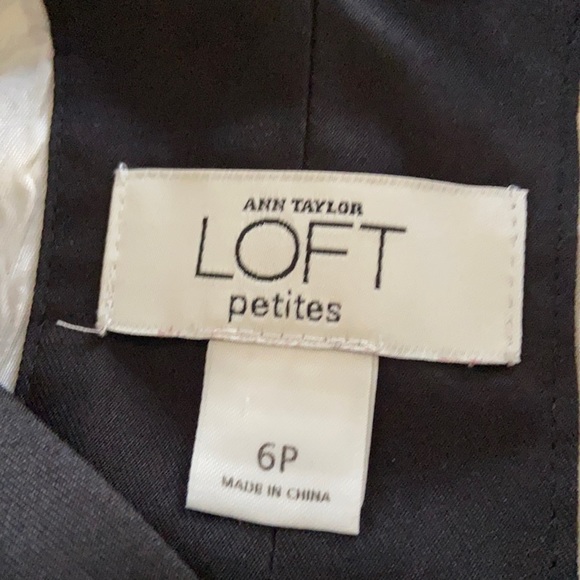 ANN TAYLOR
LOFT
petites
6P
MADE IN CHINA